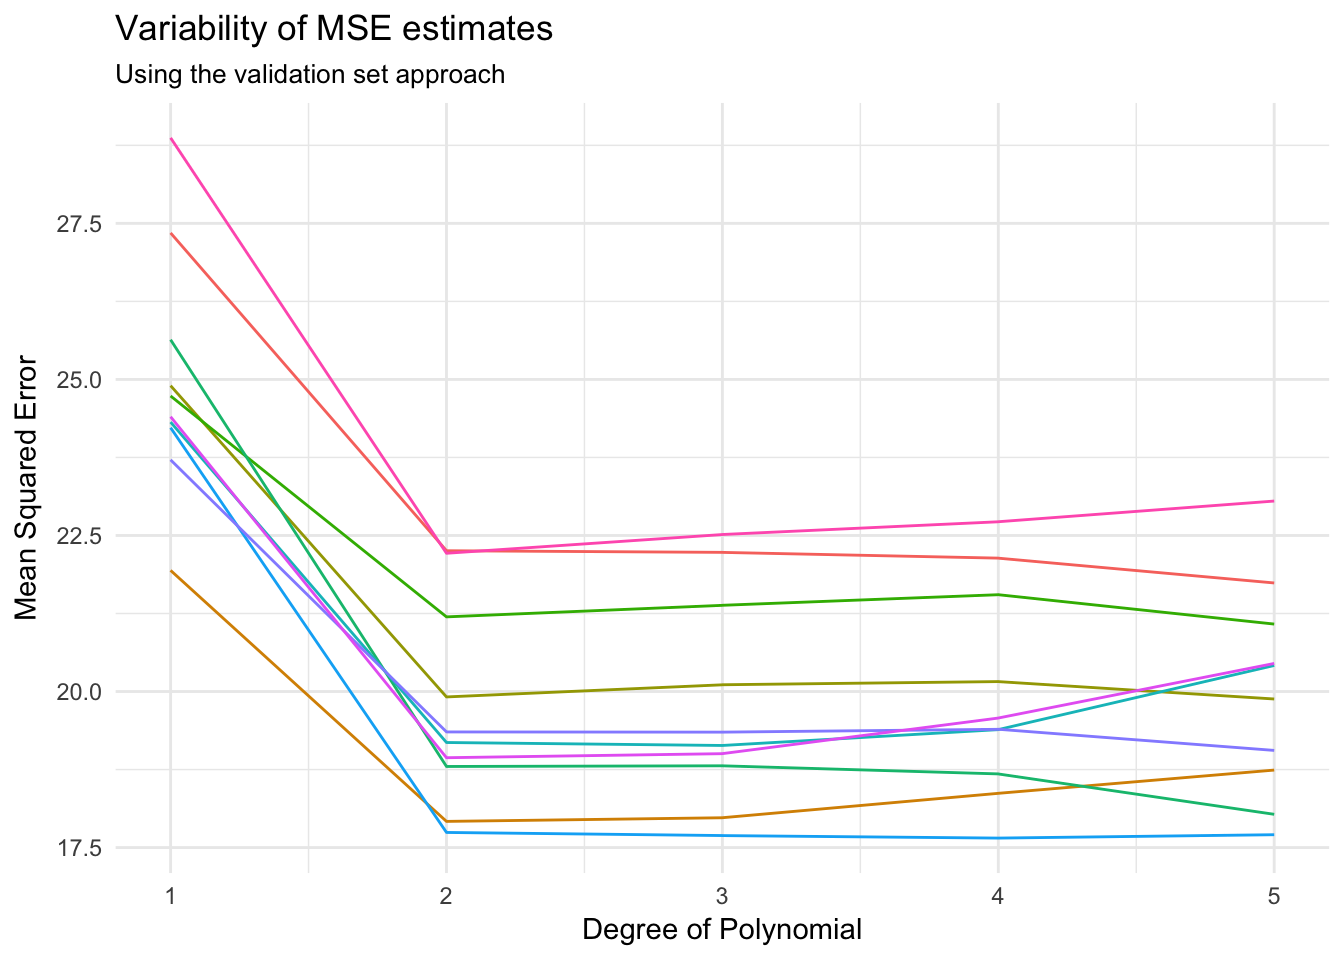 Variability of MSE estimates
Using the validation set approach
Mean Squared Error
27.5
25.0
22.5
20.0
17.5
1 2 3 4 5
Degree of Polynomial